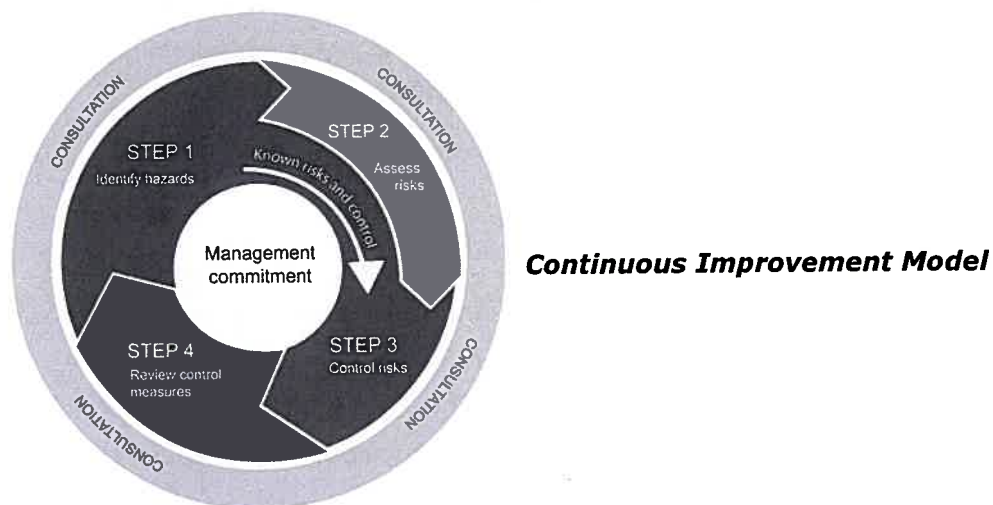 CONSULTATION
CONSULTATION
STEP 1
Identify hazards
STEP 2
Assess
risks
Known risks and control
Management
commitment
Continuous Improvement Model
STEP 3
Control risks
STEP 4
Review control
measures
CONSULTATION
CONSULTATION